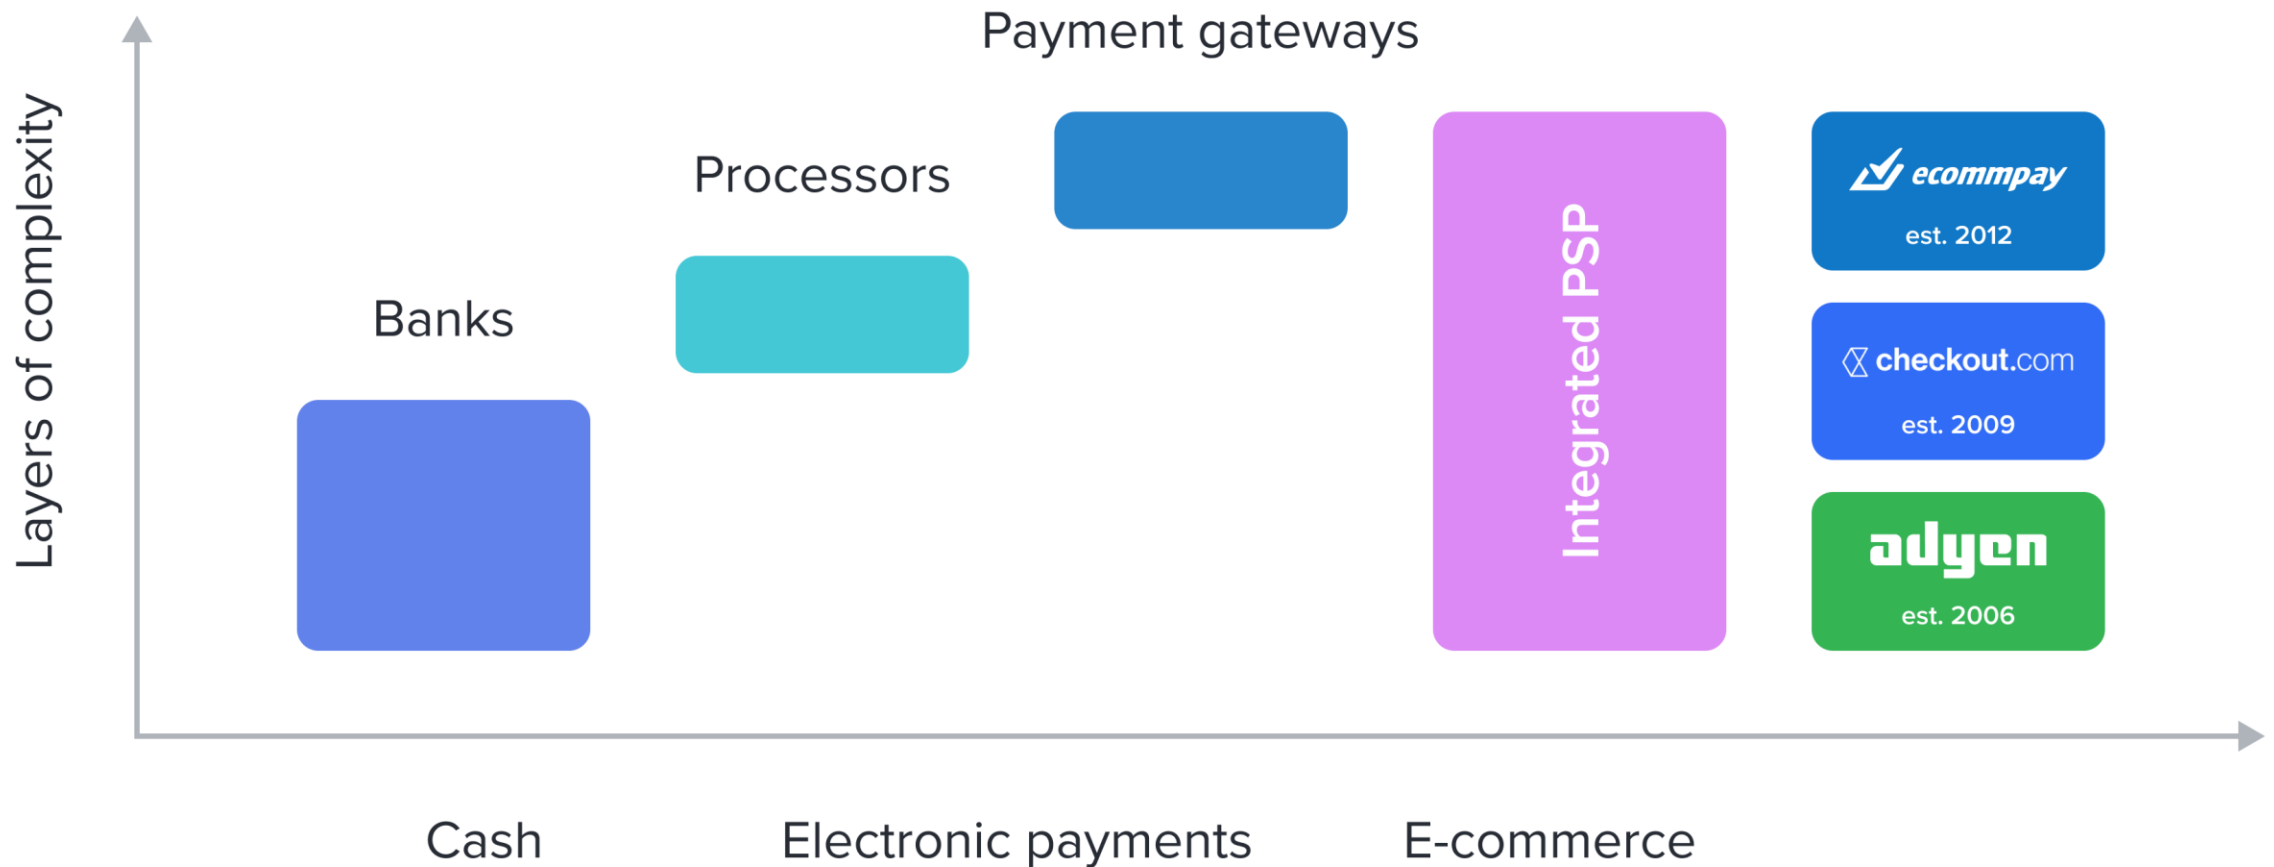 Payment gateways
Processors
Banks
Layers of complexity
Integrated PSP
ecommpay
est. 2012
checkout.com
est. 2009
adyen
est. 2006
Cash
Electronic payments
E-commerce